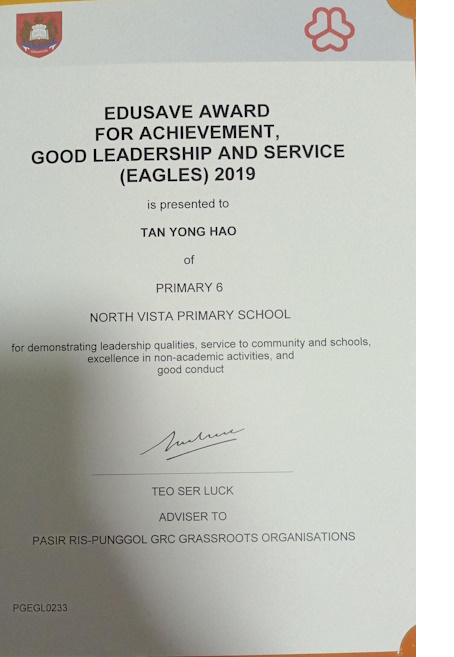 EDUSAVE AWARD
FOR ACHIEVEMENT,
GOOD LEADERSHIP AND SERVICE
(EAGLES) 2019
is presented to
TAN YONG HAO
of
PRIMARY 6
NORTH VISTA PRIMARY SCHOOL
for demonstrating leadership qualities, service to community and schools,
excellence in non-academic activities, and
good conduct
TEO SER LUCK
ADVISER TO
PASIR RIS-PUNGGOL GRC GRASSROOTS ORGANISATIONS
PGEGL0233